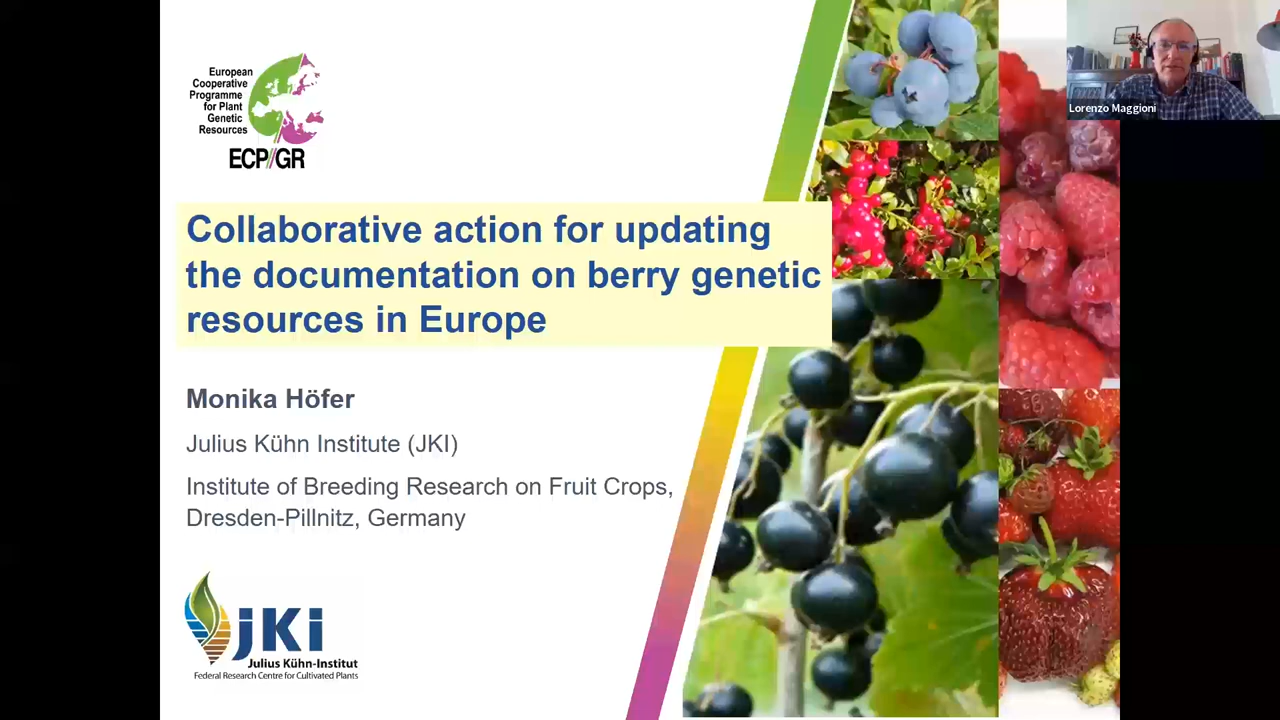 European
Cooperative
Programme
for Plant
Genetic
Resources
ECP/GR
Lorenzo Maggioni
Collaborative action for updating
the documentation on berry genetic
resources in Europe
Monika Höfer
Julius Kühn Institute (JKI)
Institute of Breeding Research on Fruit Crops,
Dresden-Pillnitz, Germany
JKi
Julius Kühn-Institut
Federal Research Centre for Cultivated Plants